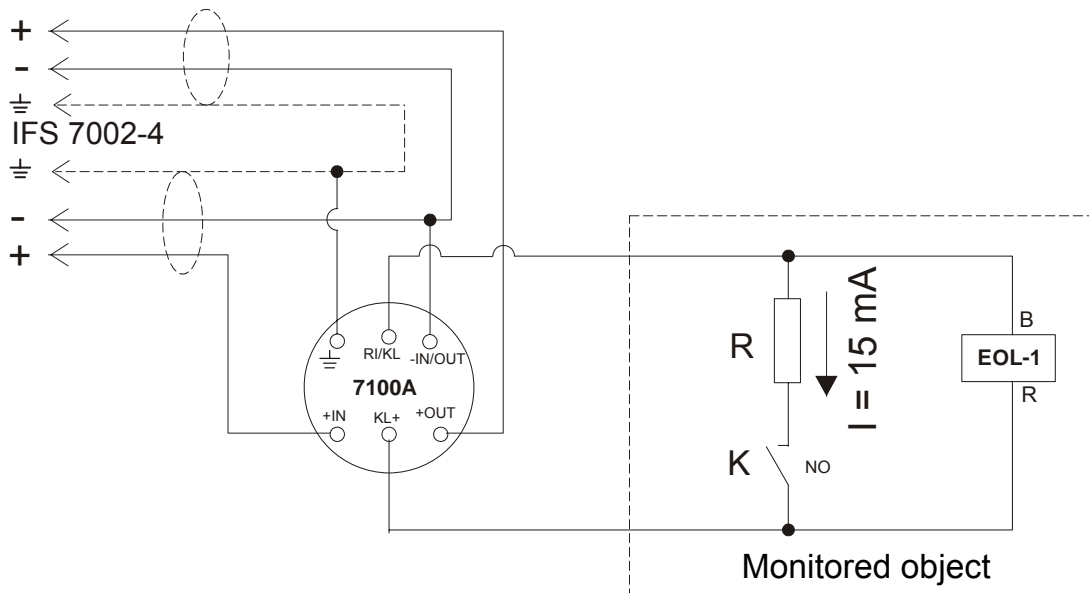 +
-
IFS 7002-4
-
+
RI/KL
-IN/OUT
7100A
+IN
KL+
+OUT
R
I = 15 mA
K
NO
B
EOL-1
R
Monitored object